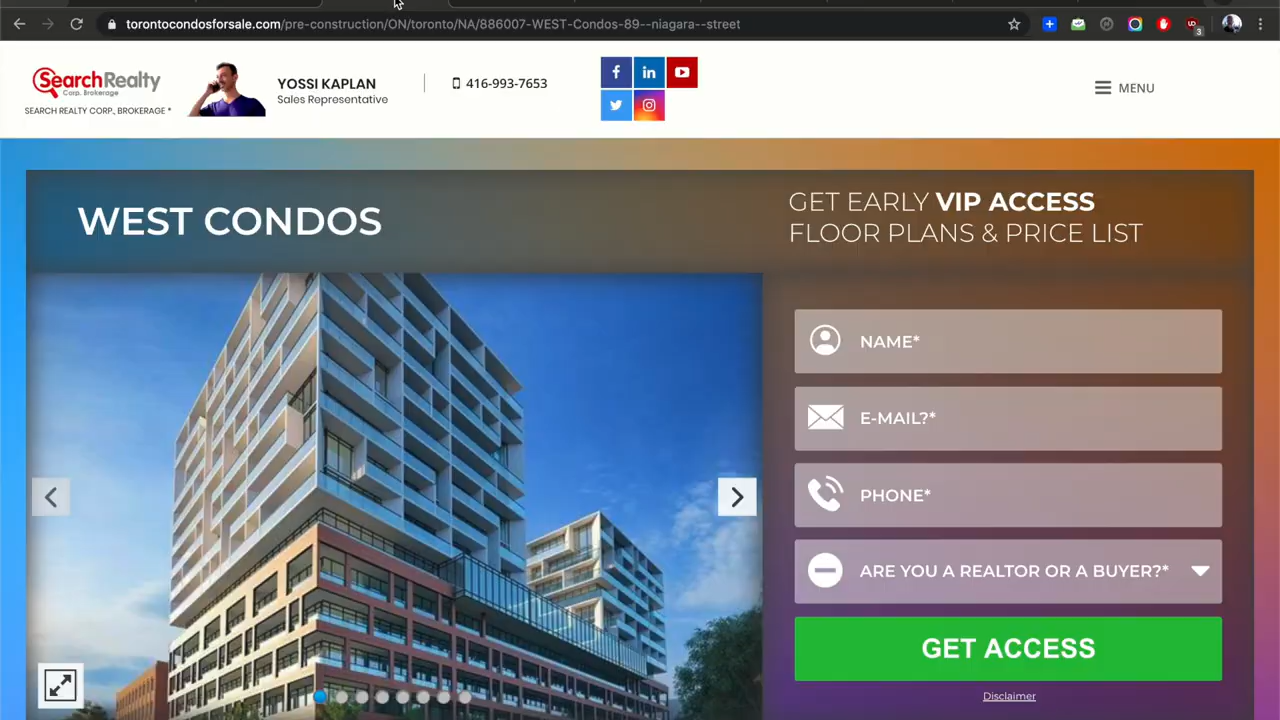 torontocondosforsale.com/pre-construction/ON/toronto/NA/886007-WEST-Condos-89--niagara--street
3
SearchRealty
Corp. Brokerage
SEARCH REALTY CORP., BROKERAGE *
YOSSI KAPLAN
Sales Representative
416-993-7653
MENU
WEST CONDOS
GET EARLY VIP ACCESS
FLOOR PLANS & PRICE LIST
NAME*
E-MAIL?*
PHONE*
ARE YOU A REALTOR OR A BUYER?*
GET ACCESS
Disclaimer